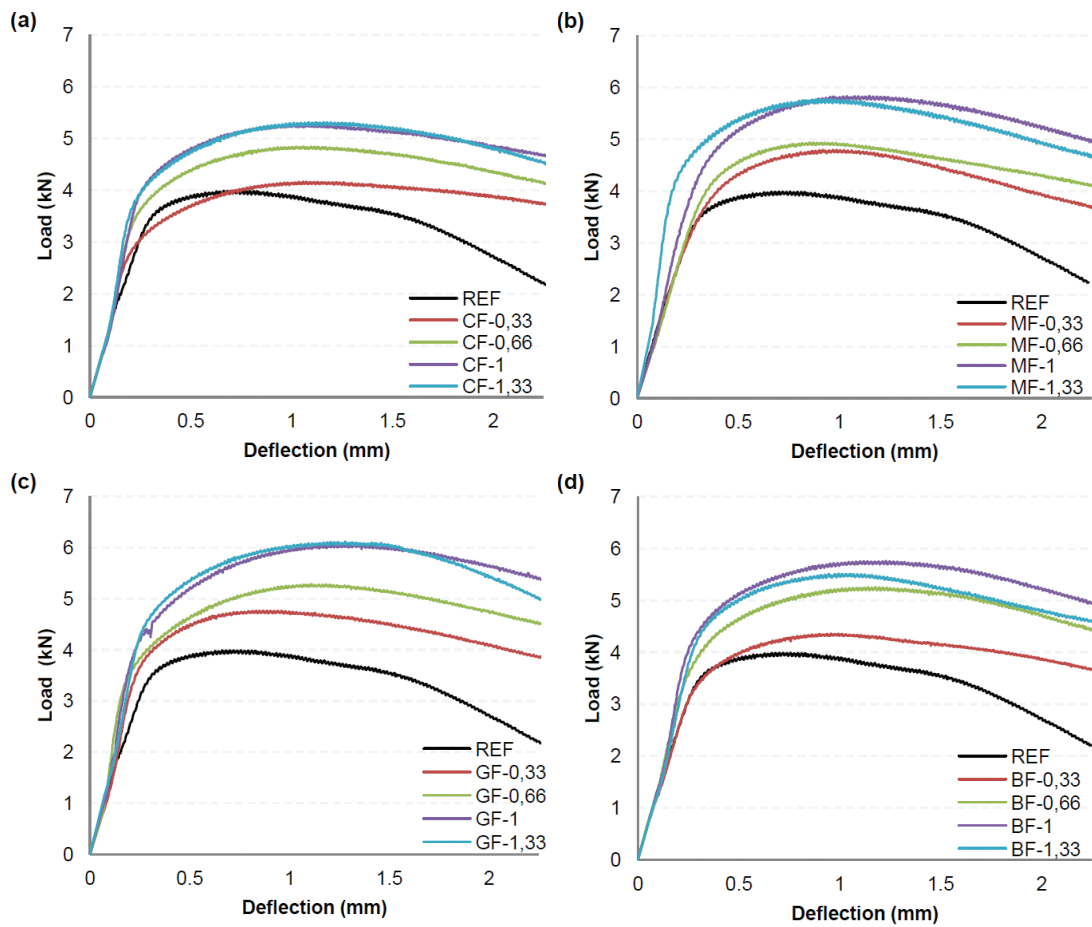 (a)
7
6
5
4
3
2
1
0
Load (kN)
REF
CF-0,33
CF-0,66
CF-1
CF-1,33
0 0.5 1 1.5 2
Deflection (mm)
(b)
7
6
5
4
3
2
1
0
Load (kN)
REF
MF-0,33
MF-0,66
MF-1
MF-1,33
0 0.5 1 1.5 2
Deflection (mm)
(c)
7
6
5
4
3
2
1
0
Load (kN)
REF
GF-0,33
GF-0,66
GF-1
GF-1,33
0 0.5 1 1.5 2
Deflection (mm)
(d)
7
6
5
4
3
2
1
0
Load (kN)
REF
BF-0,33
BF-0,66
BF-1
BF-1,33
0 0.5 1 1.5 2
Deflection (mm)